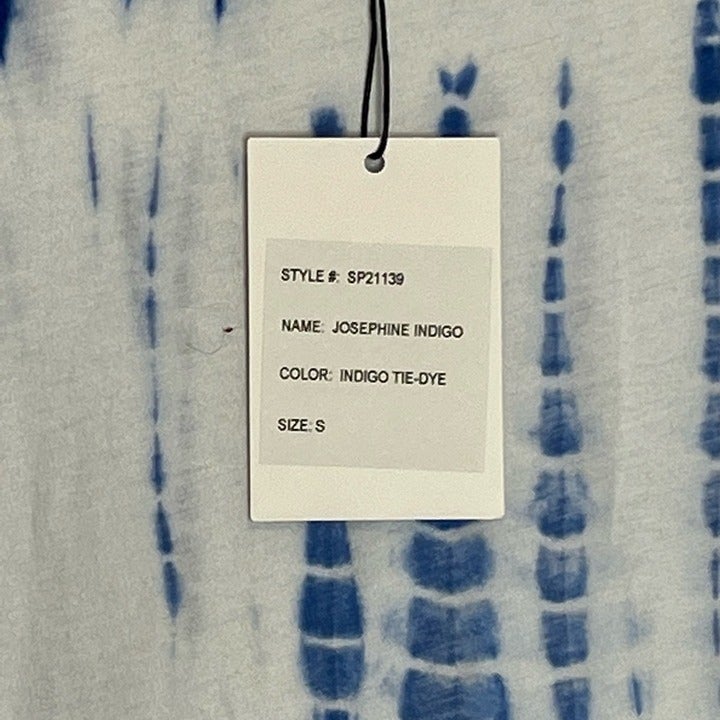 STYLE #: SP21139
NAME: JOSEPHINE INDIGO
COLOR: INDIGO TIE-DYE
SIZE: S